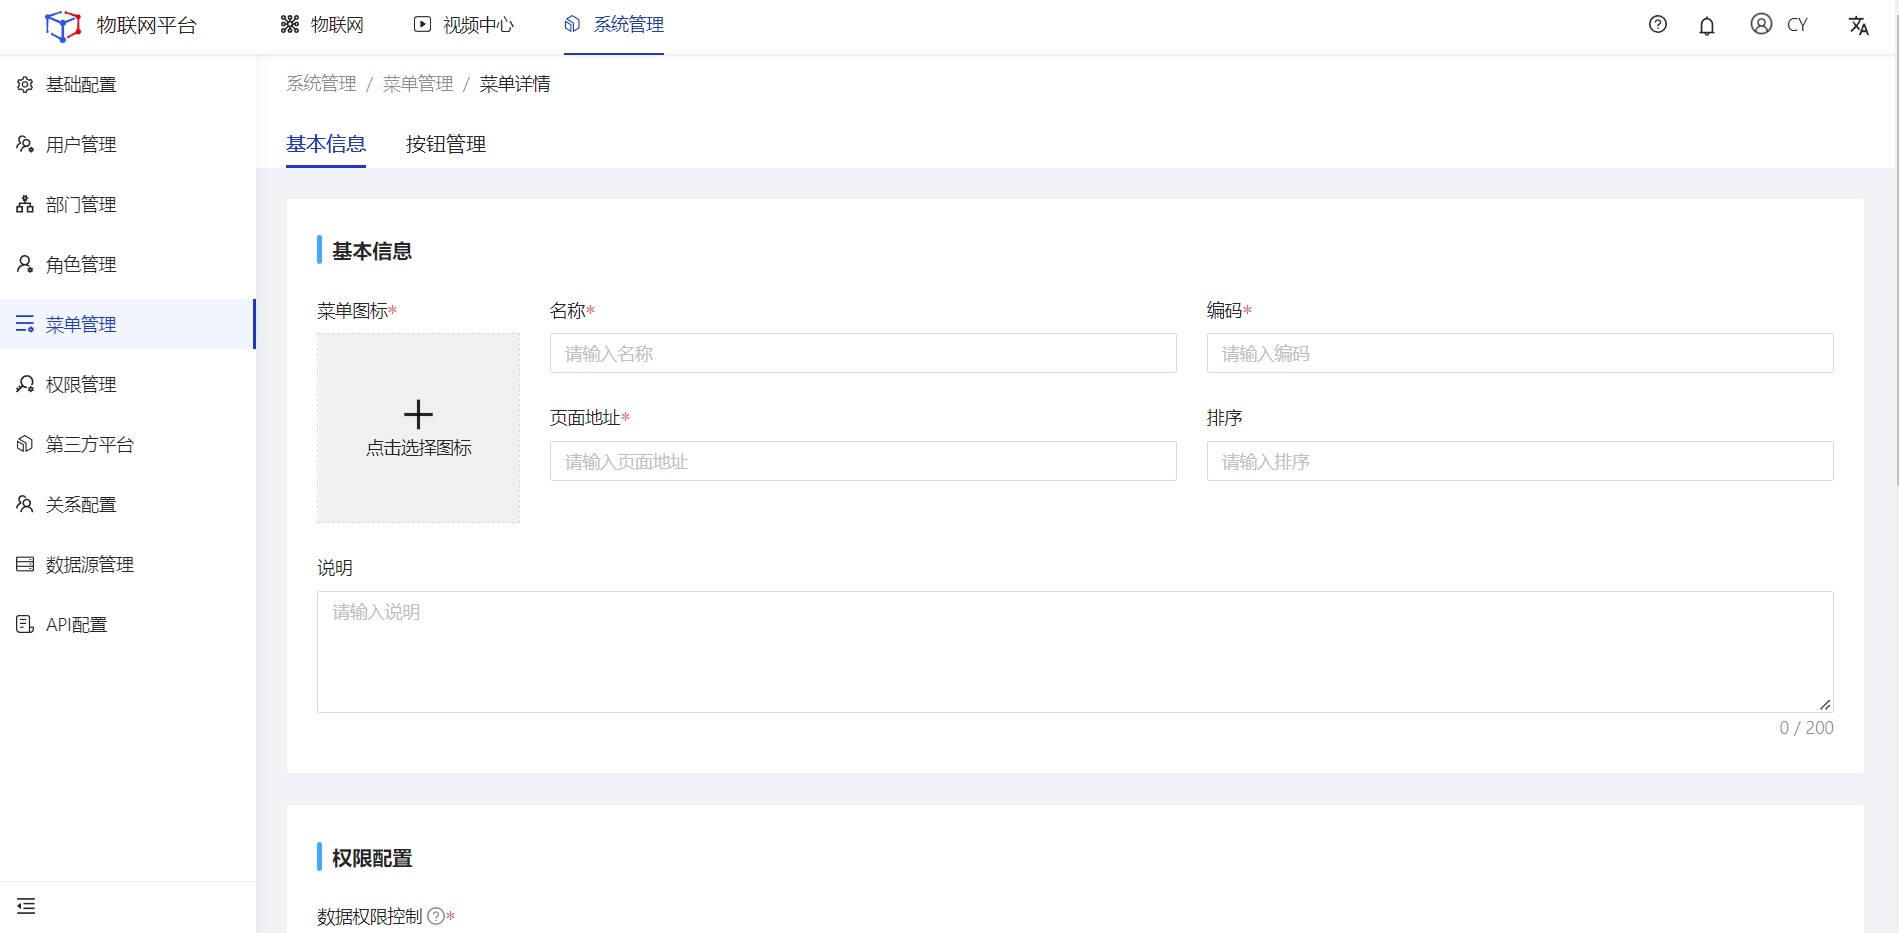 物联网平台
物联网
视频中心
系统管理
CY
基础配置
用户管理
部门管理
角色管理
菜单管理
权限管理
第三方平台
关系配置
数据源管理
API配置
系统管理 / 菜单管理 / 菜单详情
基本信息
按钮管理
基本信息
菜单图标*
点击选择图标
名称*
请输入名称
编码*
请输入编码
页面地址*
请输入页面地址
排序
请输入排序
说明
请输入说明
0 / 200
权限配置
数据权限控制?*